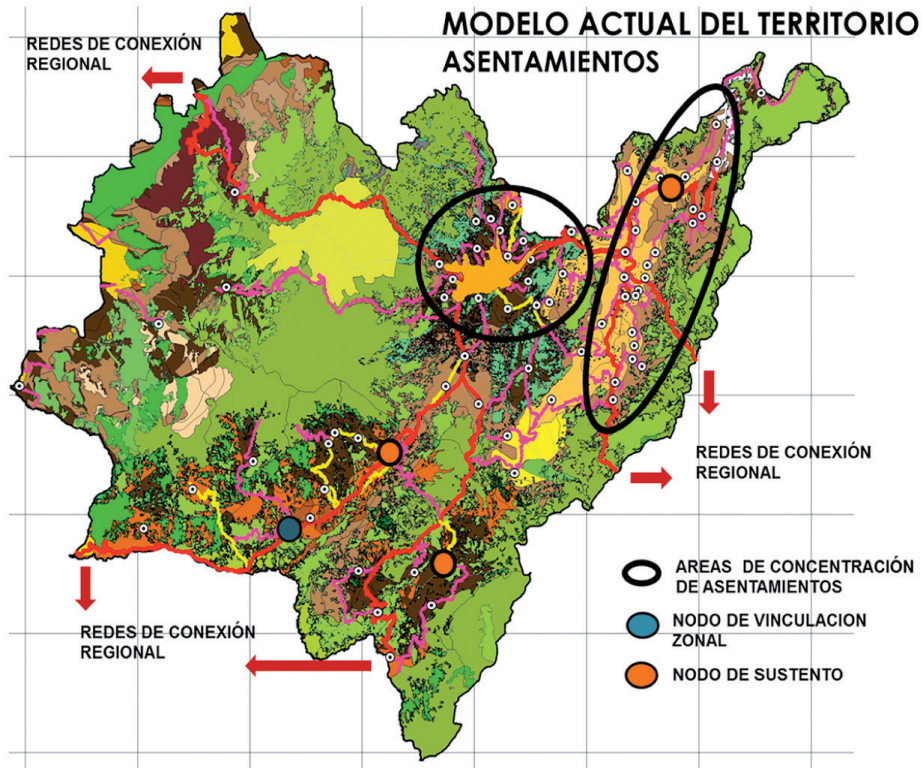 MODELO ACTUAL DEL TERRITORIO
ASENTAMIENTOS
REDES DE CONEXIÓN
REGIONAL
REDES DE CONEXIÓN
REGIONAL
REDES DE CONEXIÓN
REGIONAL
AREAS DE CONCENTRACIÓN
DE ASENTAMIENTOS
NODO DE VINCULACION
ZONAL
NODO DE SUSTENTO